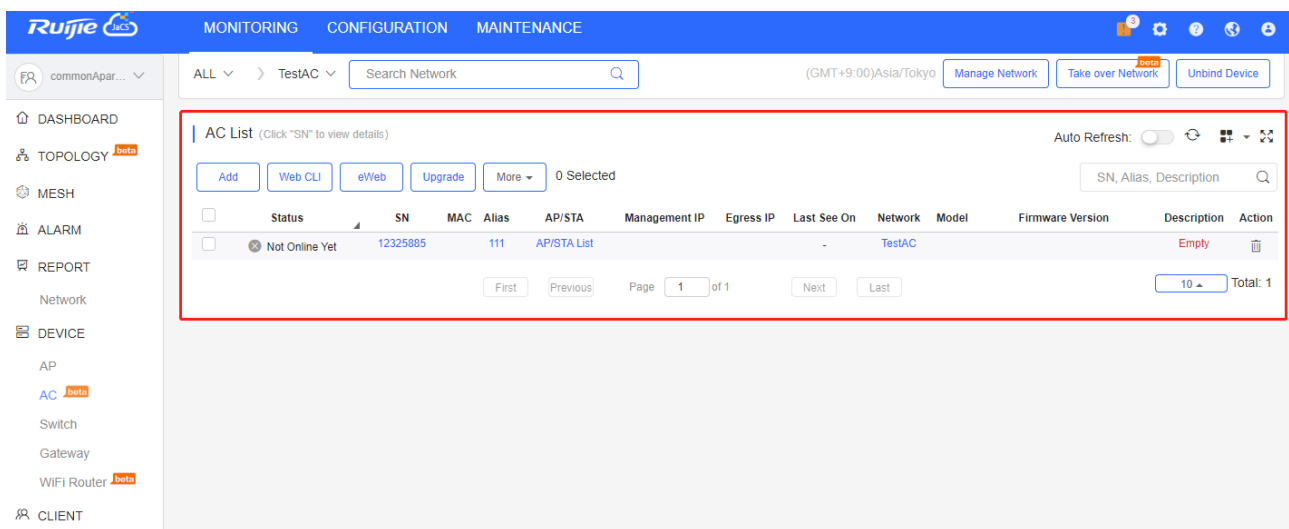 Ruijie JaCS MONITORING CONFIGURATION MAINTENANCE 3
commonApar... ALL TestAC Search Network (GMT+9:00)Asia/Tokyo Manage Network Take over Network beta Unbind Device
DASHBOARD
TOPOLOGY beta
MESH
ALARM
REPORT
Network
DEVICE
AP
AC beta
Switch
Gateway
WiFi Router beta
CLIENT
AC List (Click "SN" to view details) Auto Refresh:
Add Web CLI eWeb Upgrade More 0 Selected SN, Alias, Description
Status SN MAC Alias AP/STA Management IP Egress IP Last See On Network Model Firmware Version Description Action
Not Online Yet 12325885 111 AP/STA List - TestAC Empty
First Previous Page 1 of 1 Next Last 10 Total: 1